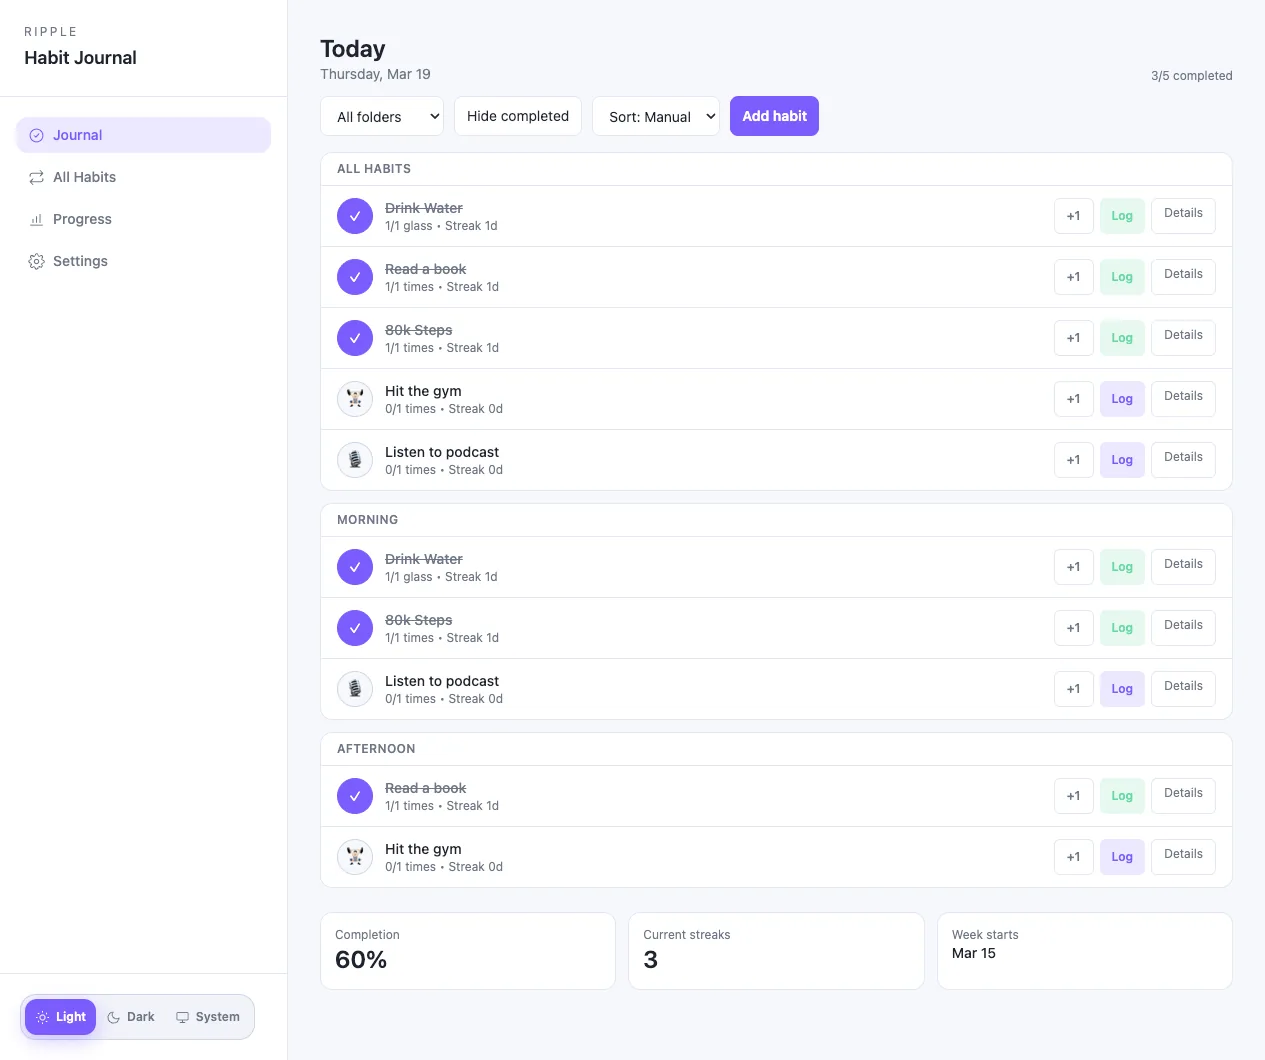 RIPPLE
Habit Journal
Journal
All Habits
Progress
Settings
Light
Dark
System
Today
Thursday, Mar 19
3/5 completed
All folders
Hide completed
Sort: Manual
Add habit
ALL HABITS
Drink Water
1/1 glass • Streak 1d
+1
Log
Details
Read a book
1/1 times • Streak 1d
+1
Log
Details
80k Steps
1/1 times • Streak 1d
+1
Log
Details
Hit the gym
0/1 times • Streak 0d
+1
Log
Details
Listen to podcast
0/1 times • Streak 0d
+1
Log
Details
MORNING
Drink Water
1/1 glass • Streak 1d
+1
Log
Details
80k Steps
1/1 times • Streak 1d
+1
Log
Details
Listen to podcast
0/1 times • Streak 0d
+1
Log
Details
AFTERNOON
Read a book
1/1 times • Streak 1d
+1
Log
Details
Hit the gym
0/1 times • Streak 0d
+1
Log
Details
Completion
60%
Current streaks
3
Week starts
Mar 15